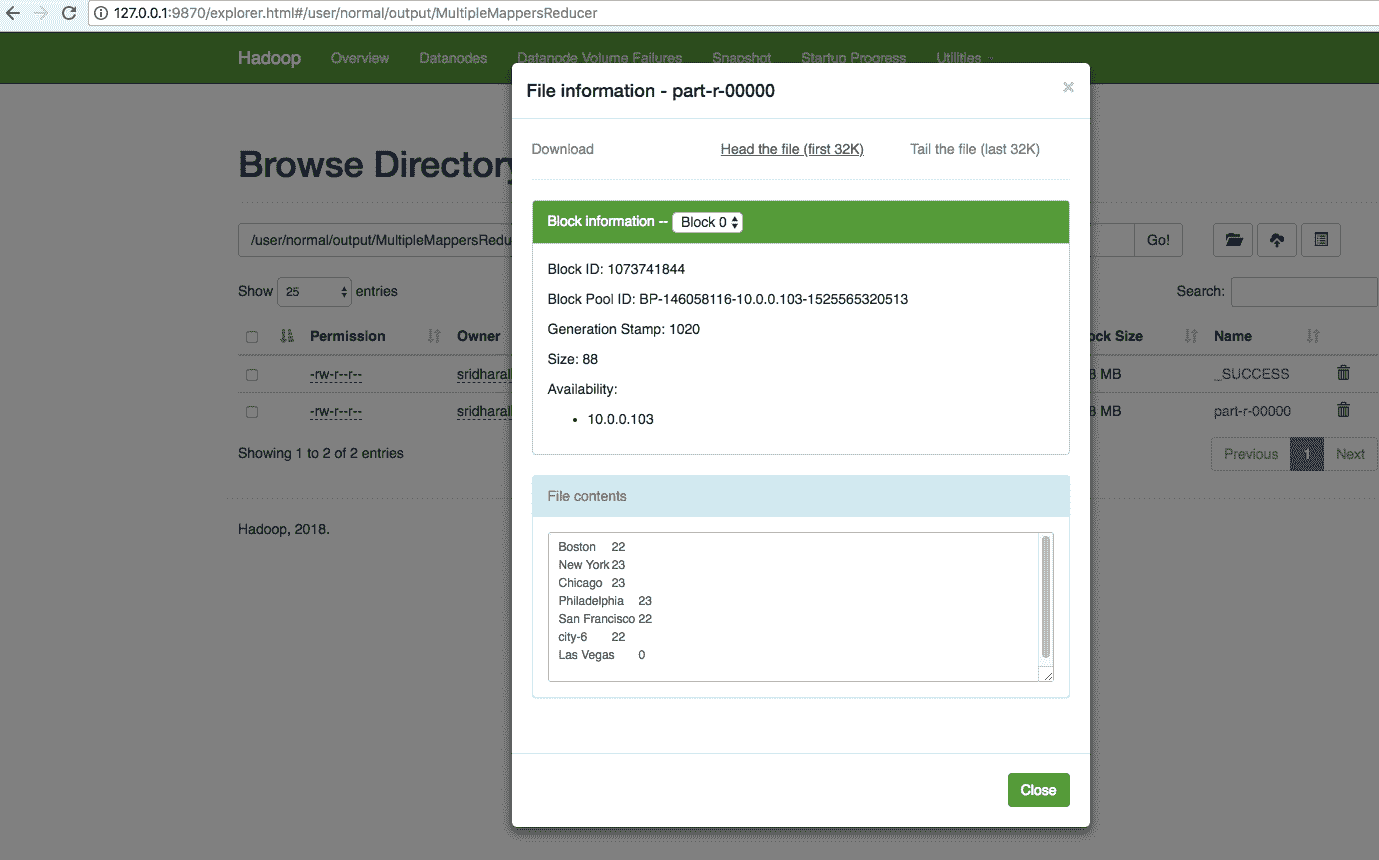 127.0.0.1:9870/explorer.html#/user/normal/output/MultipleMappersReducer
Hadoop Overview Datanodes Datanode Volume Failures Snapshot Startup Progress Utilities
File information - part-r-00000 ×
Download Head the file (first 32K) Tail the file (last 32K)
Browse Directory
Block information -- Block 0
/user/normal/output/MultipleMappersRedu Go!
Block ID: 1073741844
Show 25 entries Search:
Block Pool ID: BP-146058116-10.0.0.103-1525565320513
Generation Stamp: 1020
Permission Owner ock Size Name
Size: 88
-rw-r--r-- sridharall 8 MB _SUCCESS
Availability:
-rw-r--r-- sridharall 8 MB part-r-00000
• 10.0.0.103
Showing 1 to 2 of 2 entries Previous 1 Next
File contents
Hadoop, 2018.
Boston 22
New York 23
Chicago 23
Philadelphia 23
San Francisco 22
city-6 22
Las Vegas 0
Close